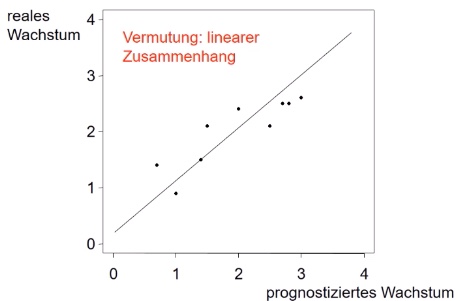 reales
Wachstum
Vermutung: linearer
Zusammenhang
4
3
2
1
0
0 1 2 3 4
prognostiziertes Wachstum